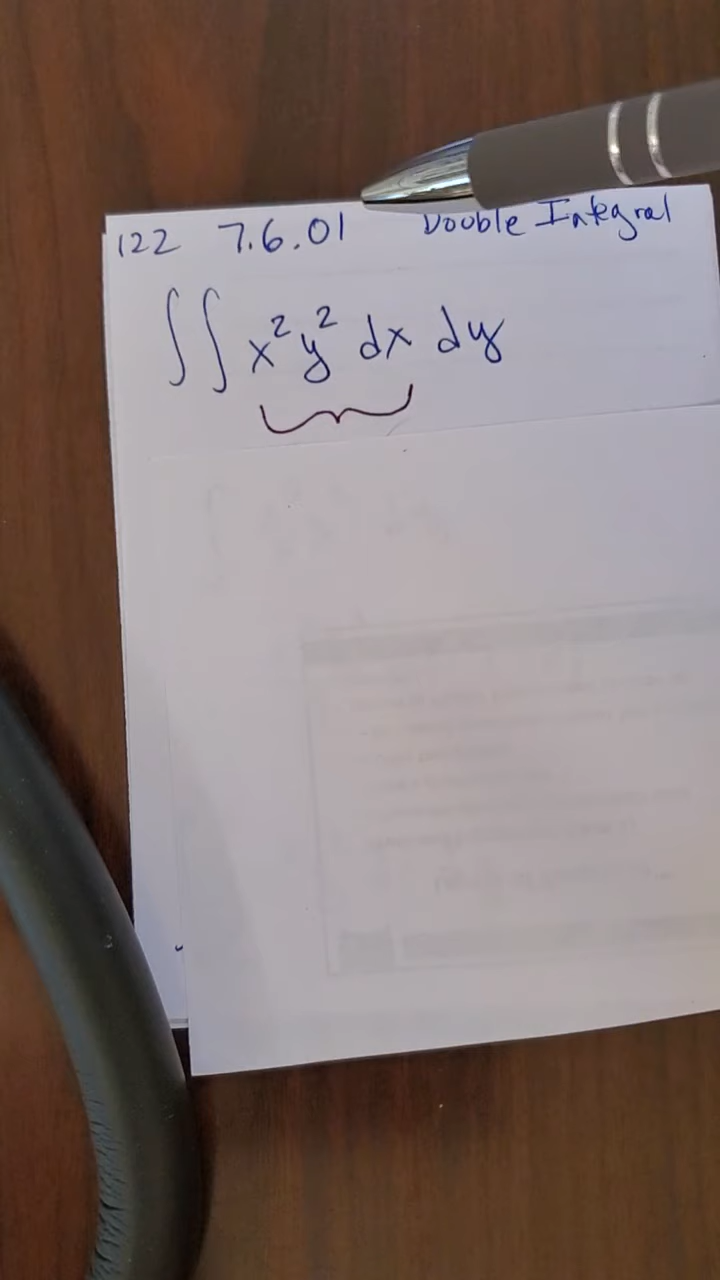 122 7.6.01 Double Integral
∫∫ x²y² dx dy